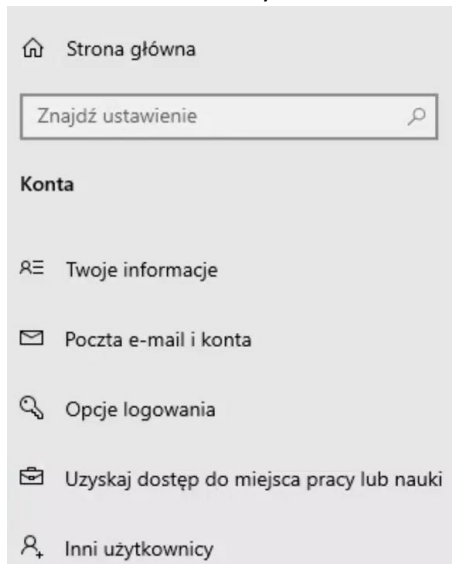 Strona główna
Znajdź ustawienie
Konta
Twoje informacje
Poczta e-mail i konta
Opcje logowania
Uzyskaj dostęp do miejsca pracy lub nauki
Inni użytkownicy